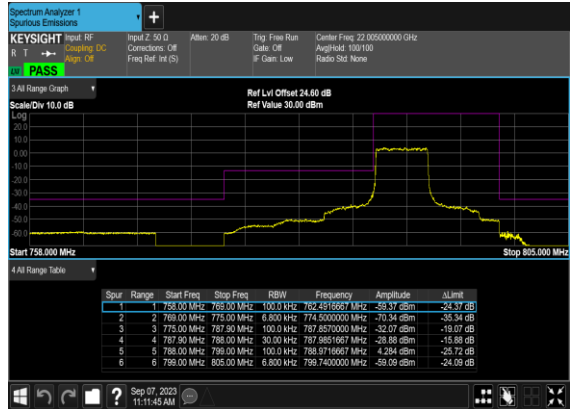 Spectrum Analyzer 1
Spurious Emissions
KEYSIGHT Input: RF Input Z: 50 Ω Atten: 20 dB Trig: Free Run Center Freq: 22.005000000 GHz
R T Coupling: DC Corrections: Off Gate: Off Avg|Hold: 100/100
Align: Off Freq Ref: Int (S) IF Gain: Low Radio Std: None
PASS
3 All Range Graph
Ref Lvl Offset 24.60 dB
Scale/Div 10.0 dB Ref Value 30.00 dBm
Log
20.0
10.0
0.00
-10.0
-20.0
-30.0
-40.0
-50.0
-60.0
Start 758.000 MHz Stop 805.000 MHz
4 All Range Table
Spur Range Start Freq Stop Freq RBW Frequency Amplitude ΔLimit
1 1 758.00 MHz 769.00 MHz 100.0 kHz 762.4916667 MHz -59.37 dBm -24.37 dB
2 2 769.00 MHz 775.00 MHz 6.800 kHz 774.5000000 MHz -70.34 dBm -35.34 dB
3 3 775.00 MHz 787.90 MHz 100.0 kHz 787.8570000 MHz -32.07 dBm -19.07 dB
4 4 787.90 MHz 788.00 MHz 30.00 kHz 787.9851667 MHz -28.88 dBm -15.88 dB
5 5 788.00 MHz 799.00 MHz 100.0 kHz 788.9716667 MHz 4.284 dBm -25.72 dB
6 6 799.00 MHz 805.00 MHz 6.800 kHz 799.7400000 MHz -59.09 dBm -24.09 dB
Sep 07, 2023
11:11:45 AM